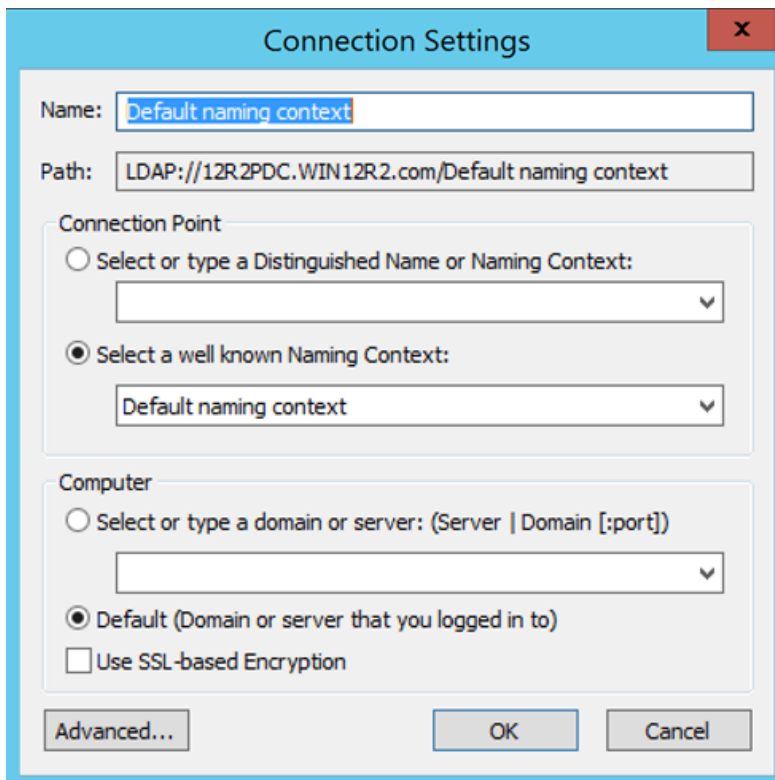 Connection Settings
x
Name: Default naming context
Path: LDAP://12R2PDC.WIN12R2.com/Default naming context
Connection Point
Select or type a Distinguished Name or Naming Context:
Select a well known Naming Context:
Default naming context
Computer
Select or type a domain or server: (Server | Domain [:port])
Default (Domain or server that you logged in to)
Use SSL-based Encryption
Advanced... OK Cancel